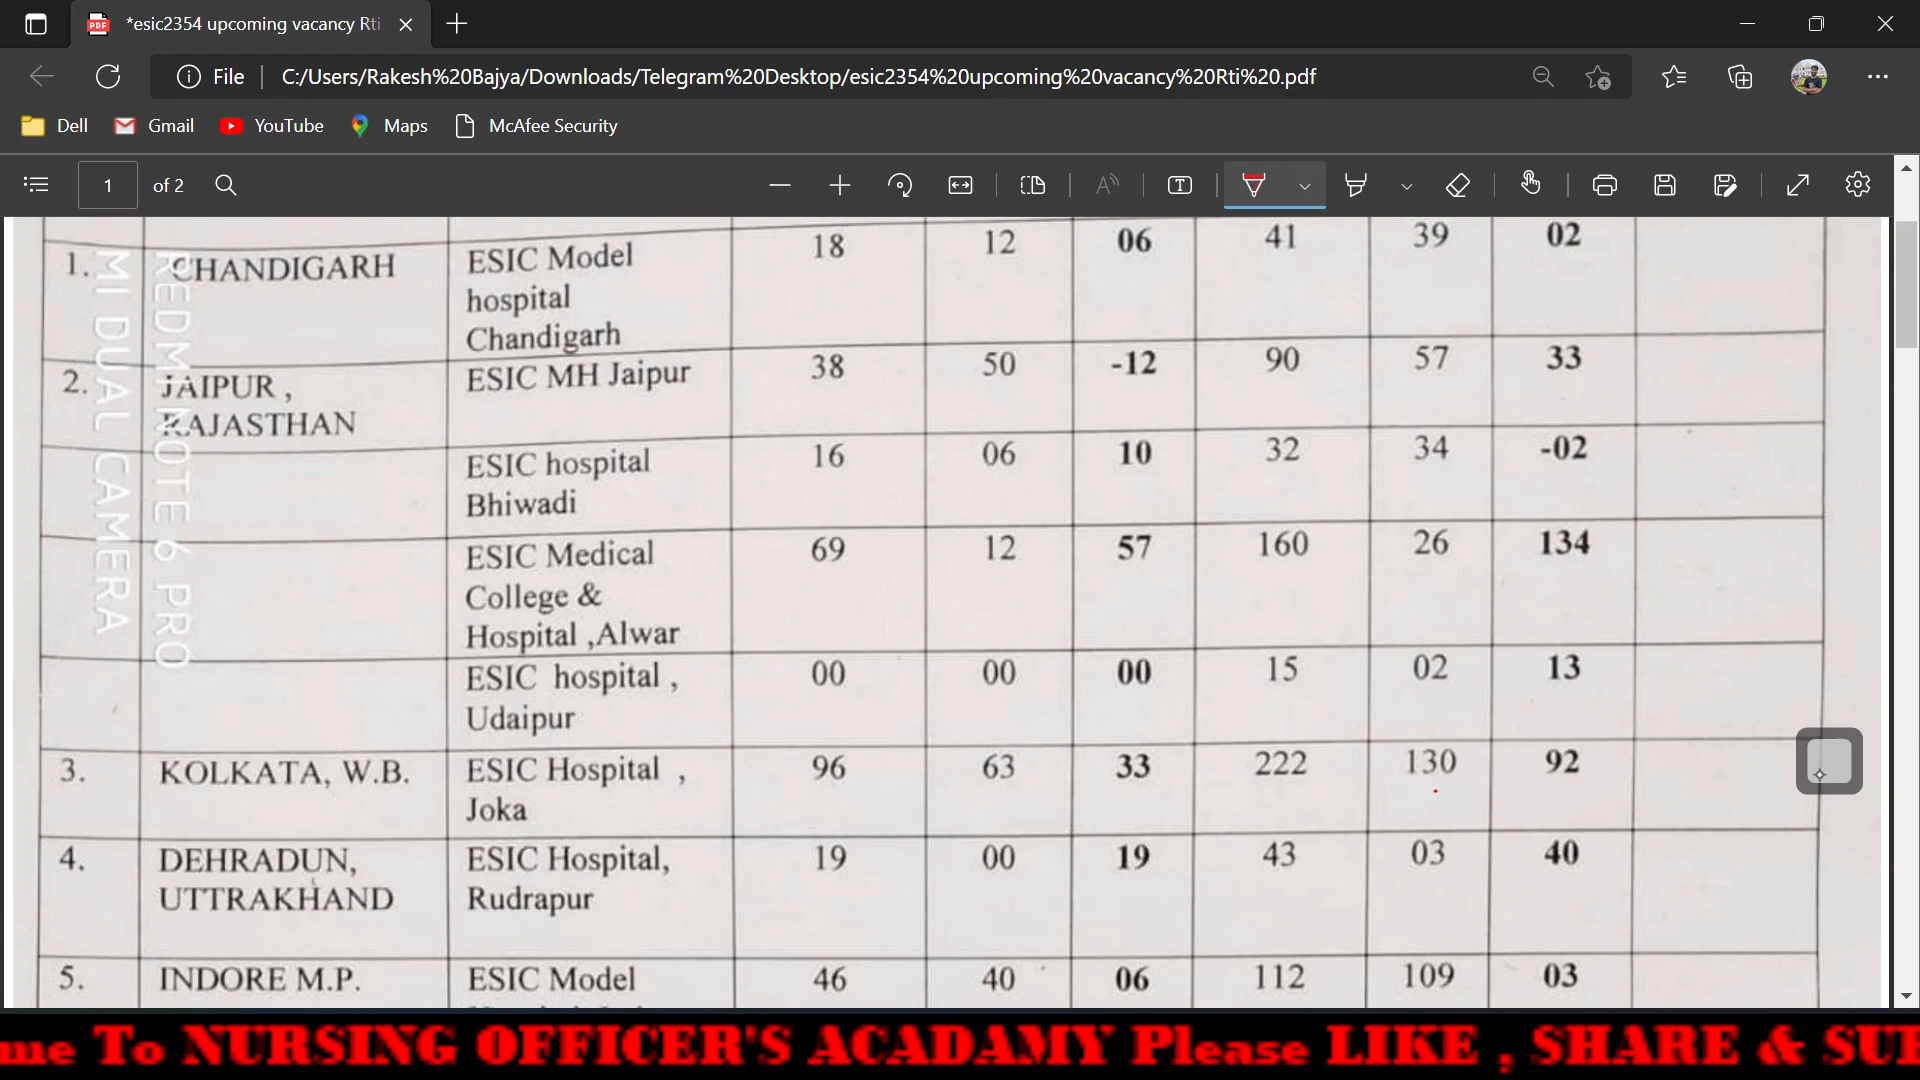 *esic2354 upcoming vacancy Rti
File C:/Users/Rakesh%20Bajya/Downloads/Telegram%20Desktop/esic2354%20upcoming%20vacancy%20Rti%20.pdf
Dell Gmail YouTube Maps McAfee Security
1 of 2
1. CHANDIGARH ESIC Model 18 12 06 41 39 02
hospital
Chandigarh
2. JAIPUR , ESIC MH Jaipur 38 50 -12 90 57 33
RAJASTHAN
ESIC hospital 16 06 10 32 34 -02
Bhiwadi
ESIC Medical 69 12 57 160 26 134
College &
Hospital ,Alwar
ESIC hospital , 00 00 00 15 02 13
Udaipur
3. KOLKATA, W.B. ESIC Hospital , 96 63 33 222 130 92
Joka
4. DEHRADUN, ESIC Hospital, 19 00 19 43 03 40
UTTRAKHAND Rudrapur
5. INDORE M.P. ESIC Model 46 40 06 112 109 03
REDMI NOTE 6 PRO
MI DUAL CAMERA
me To NURSING OFFICER'S ACADAMY Please LIKE , SHARE & SU